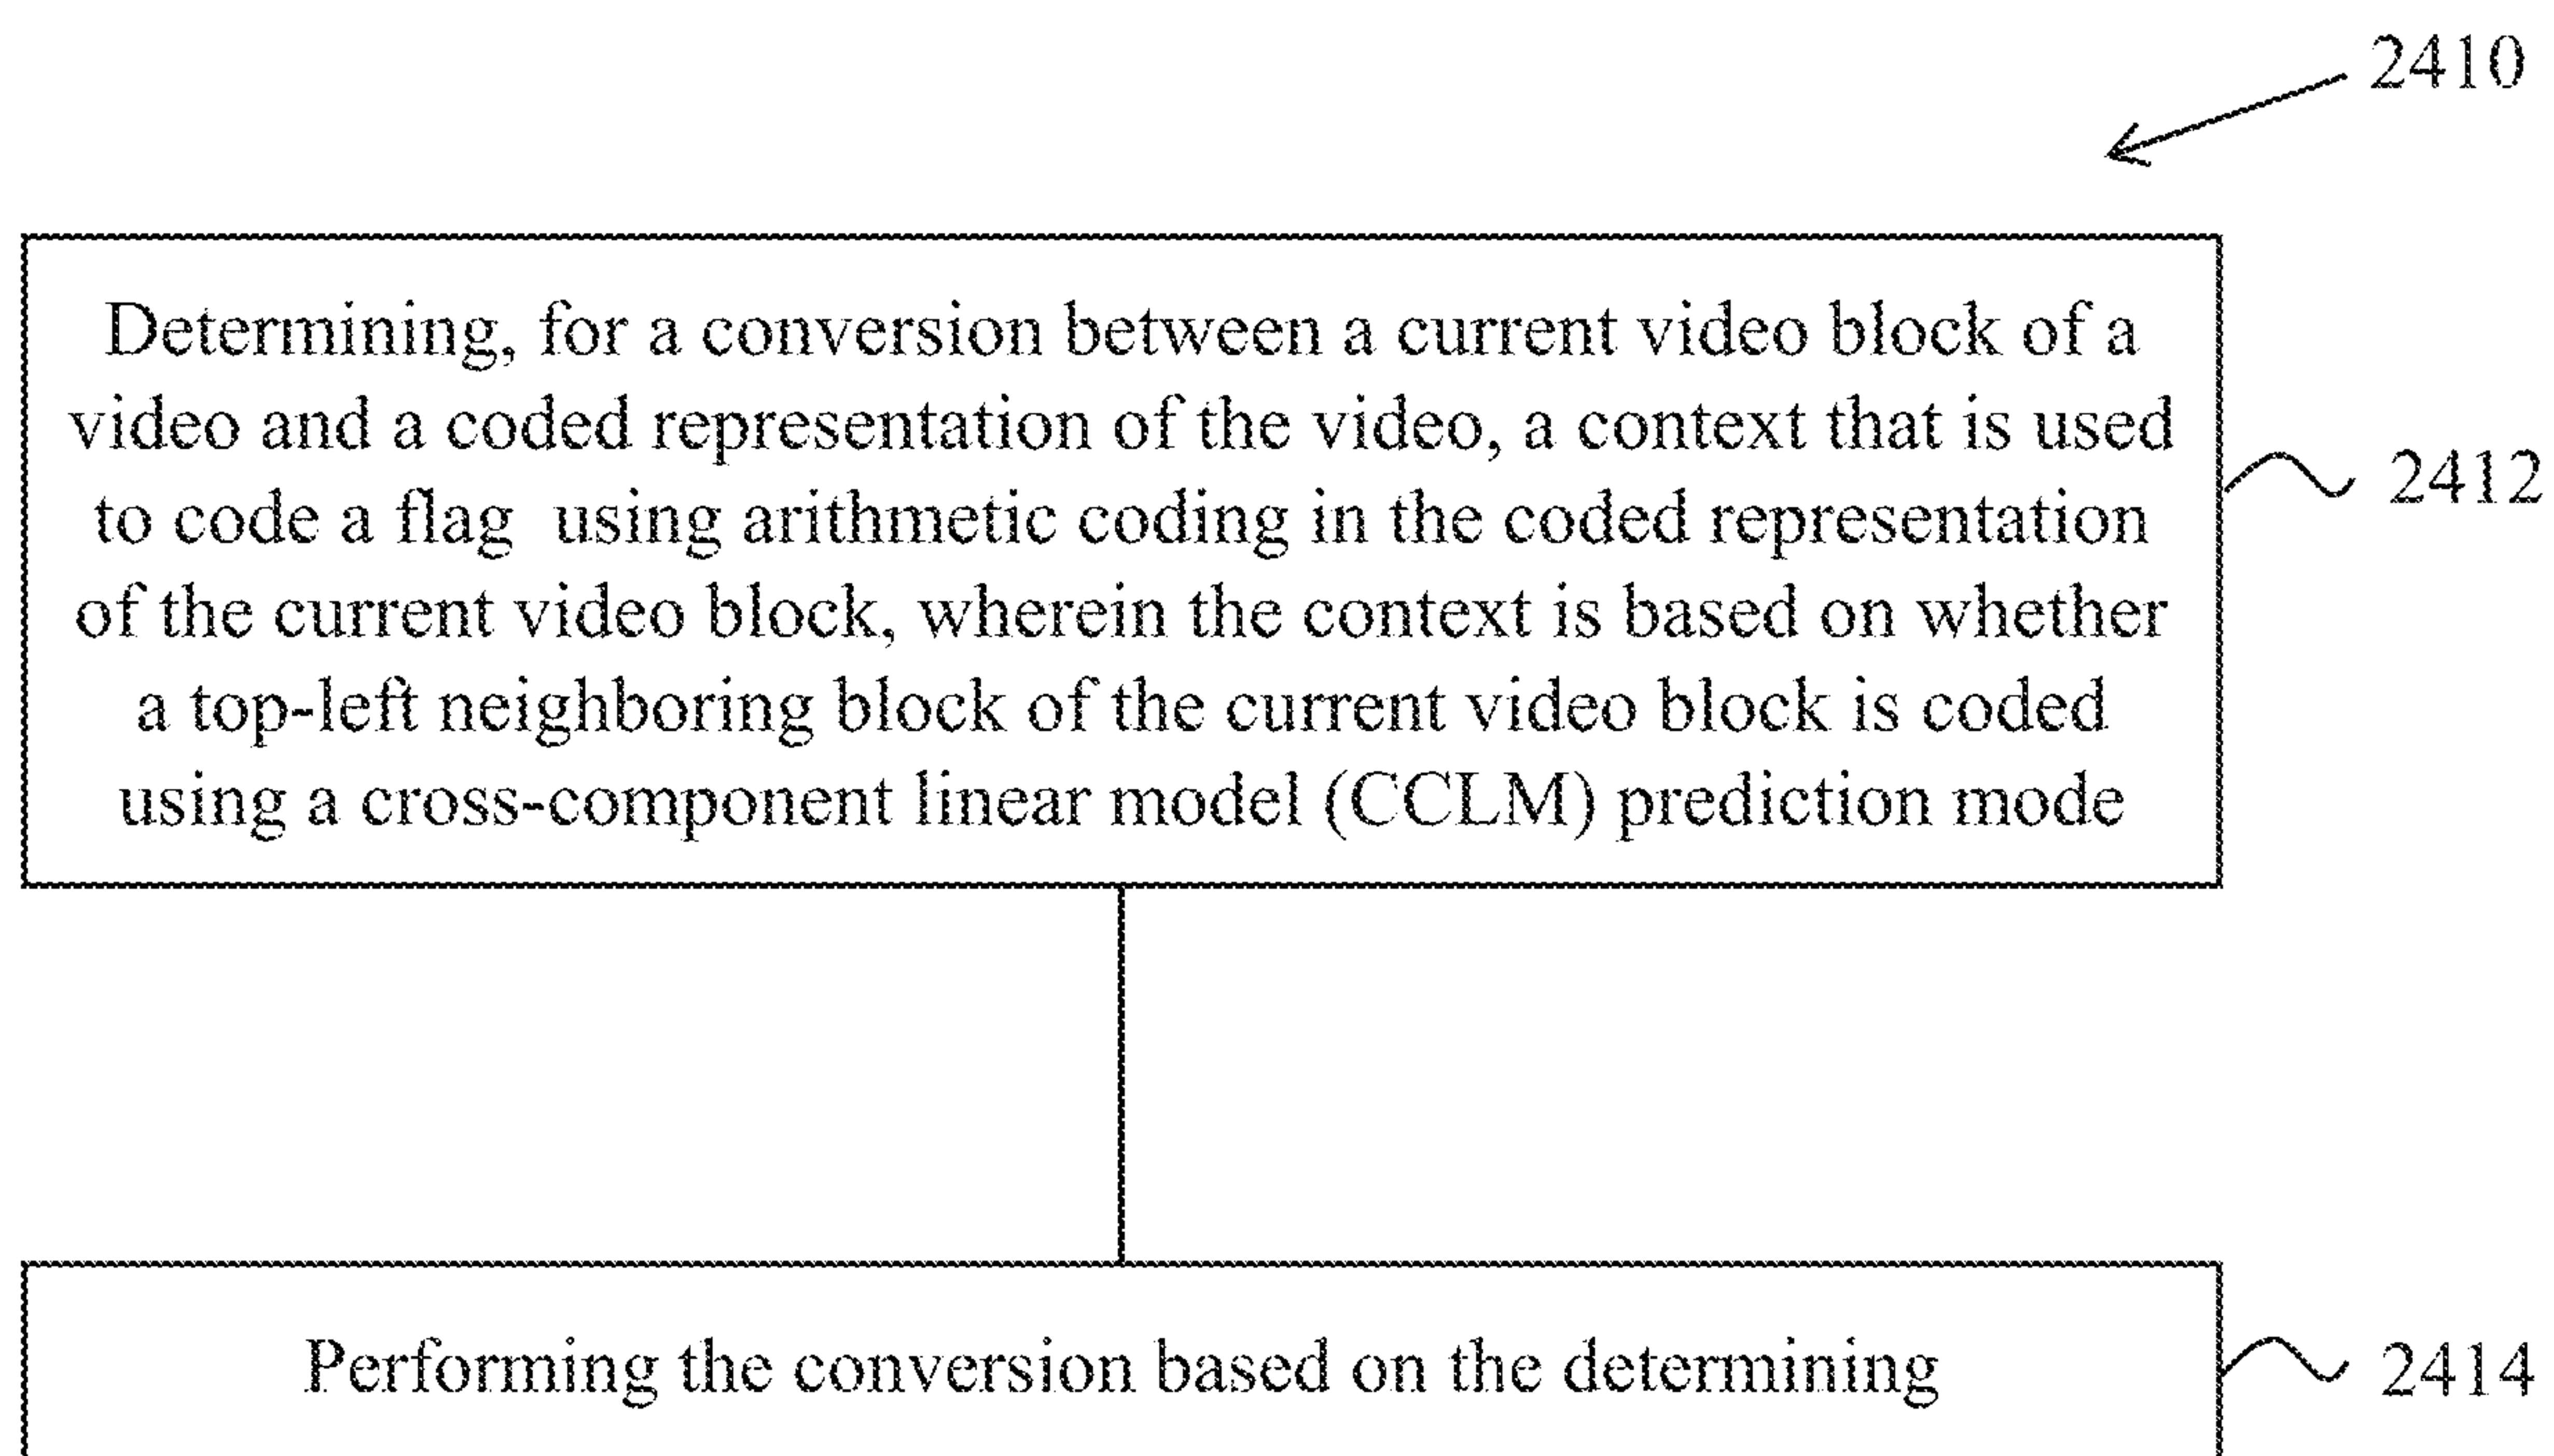 2410
Determining, for a conversion between a current video block of a
video and a coded representation of the video, a context that is used
to code a flag  using arithmetic coding in the coded representation
of the current video block, wherein the context is based on whether
a top-left neighboring block of the current video block is coded
using a cross-component linear model (CCLM) prediction mode
2412
Performing the conversion based on the determining
2414